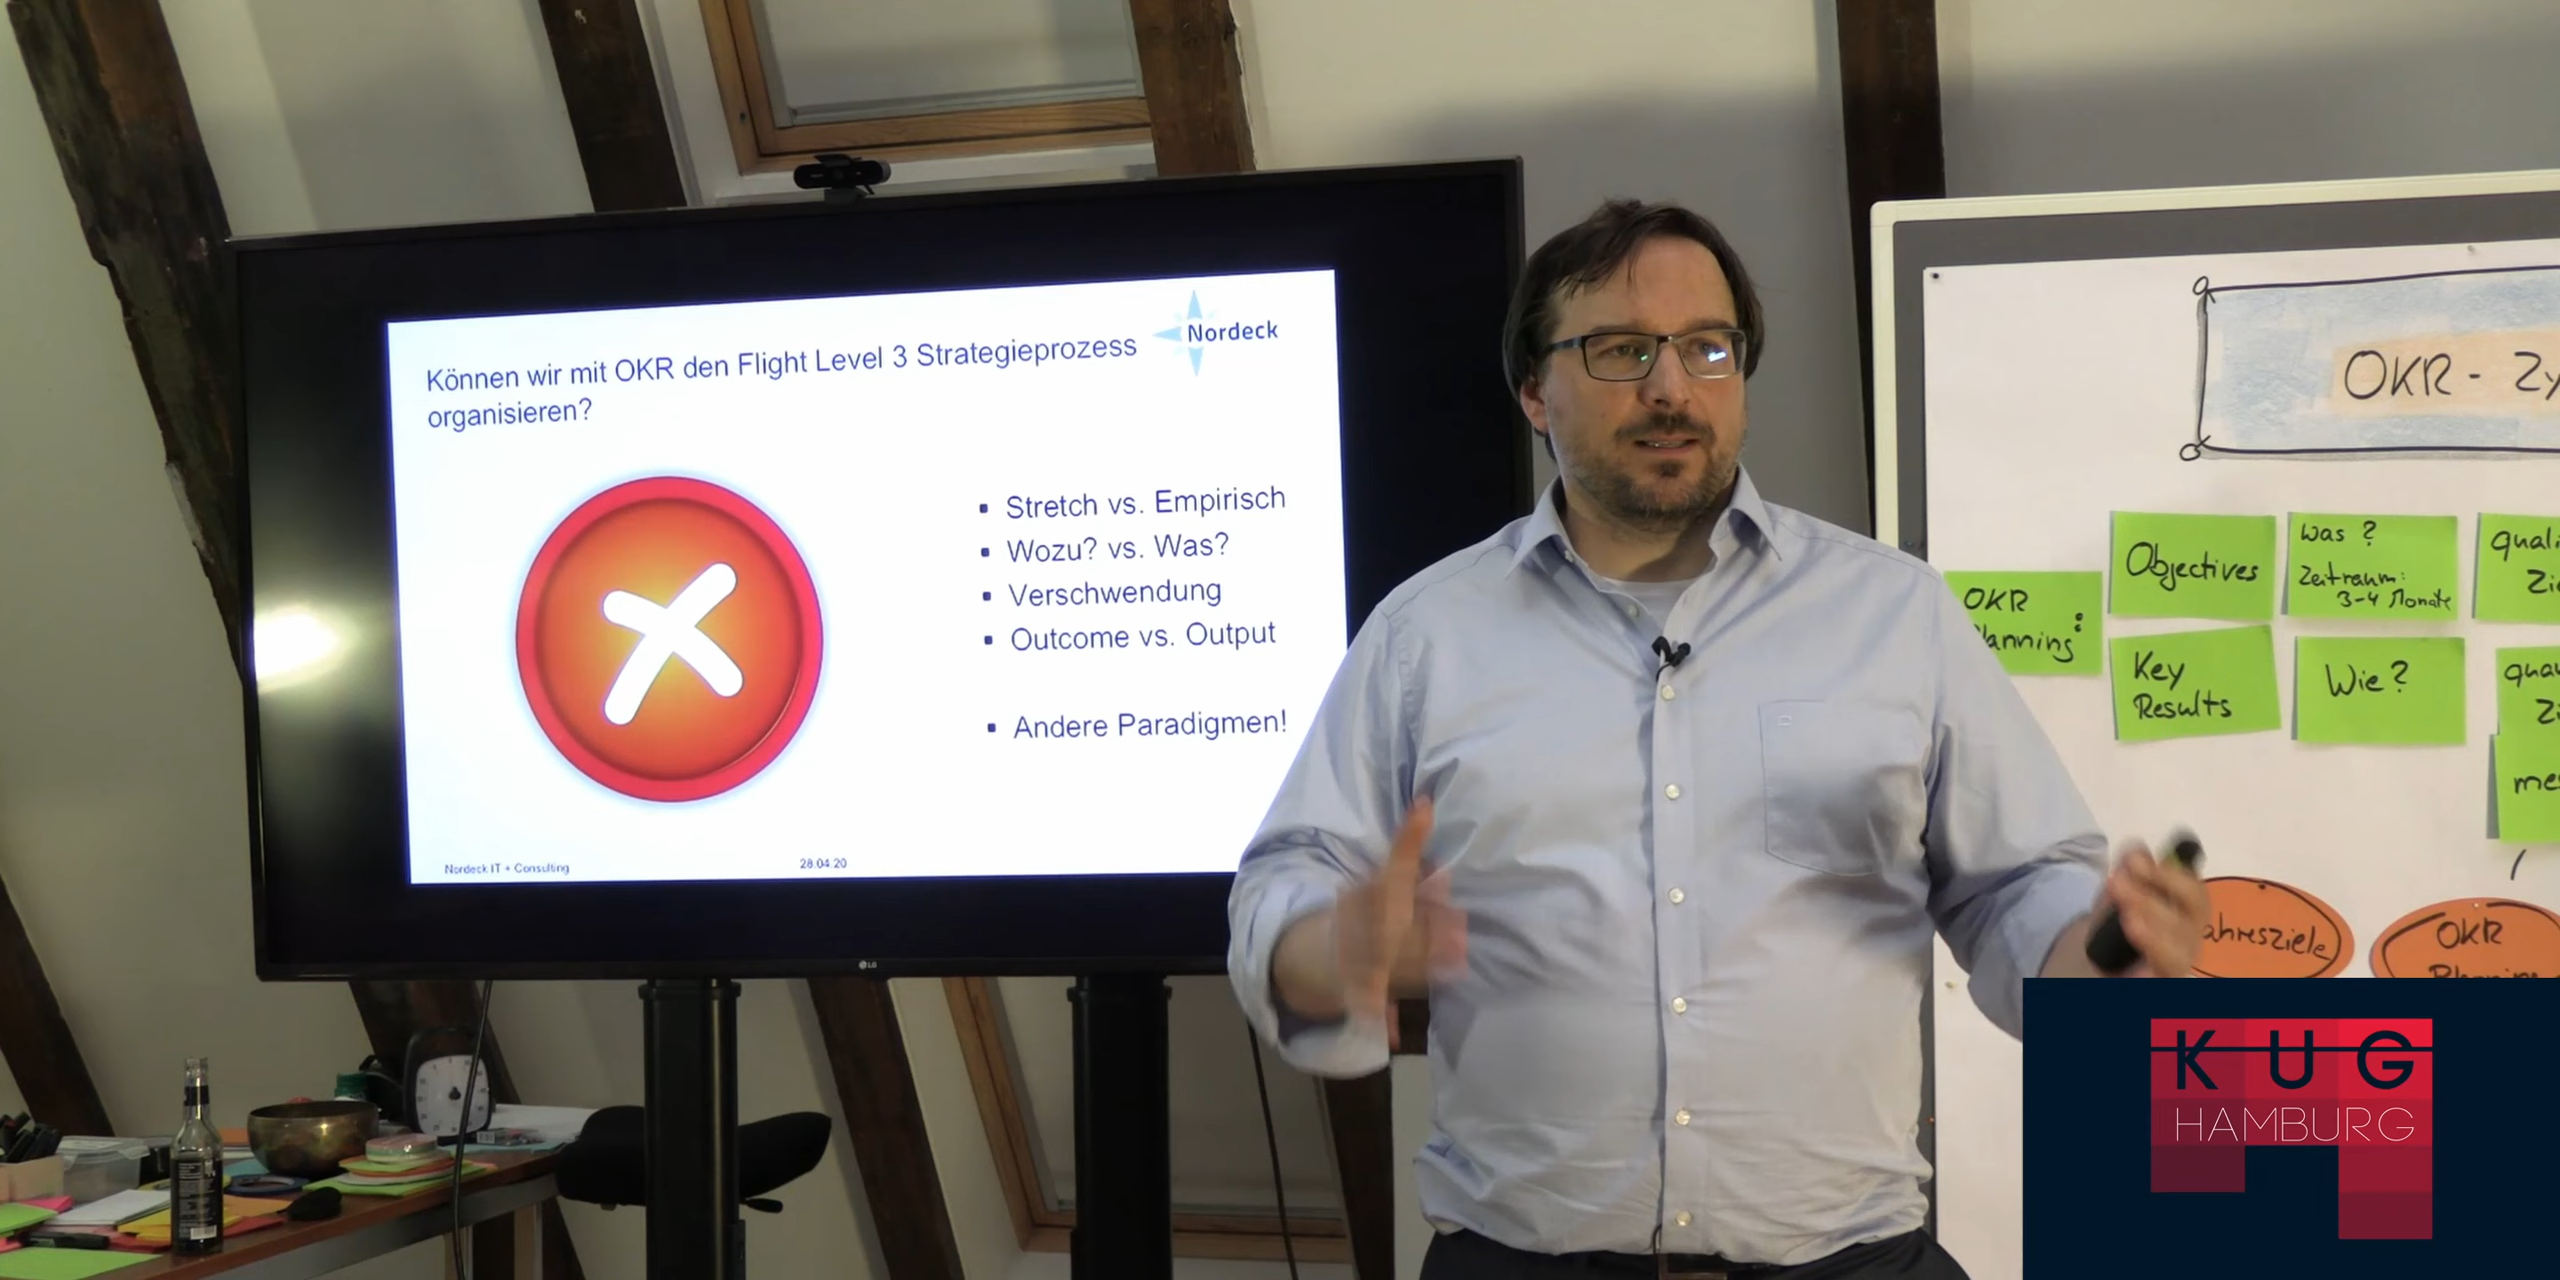 Nordeck
Können wir mit OKR den Flight Level 3 Strategieprozess
organisieren?
Stretch vs. Empirisch
Wozu? vs. Was?
Verschwendung
Outcome vs. Output
Andere Paradigmen!
Nordeck IT + Consulting
28.04.20
LG
OKR -
OKR
Objectives
Was?
Zeitraum:
3-4 Monate
Key
Results
Wie?
OKR
KUG
HAMBURG